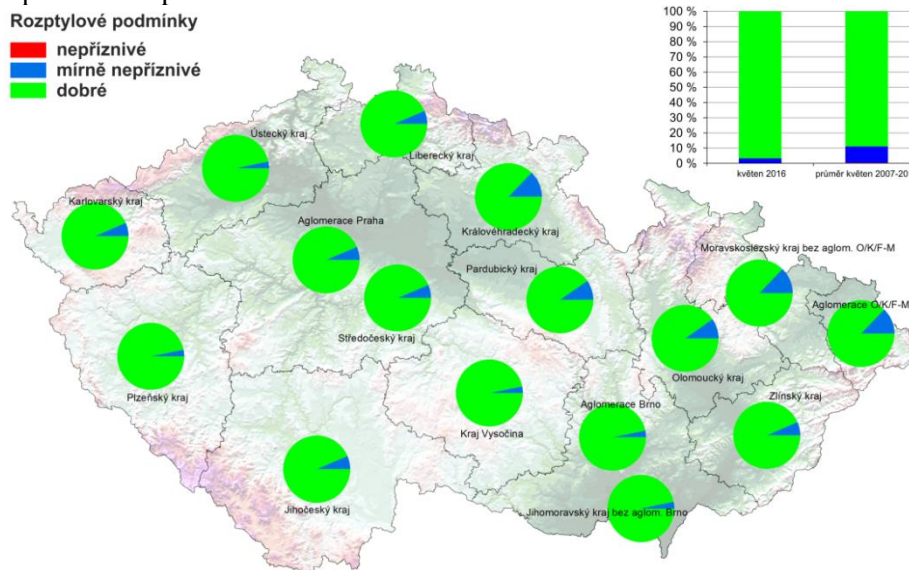 Rozptylové podmínky
nepříznivé
mírně nepříznivé
dobré
100 %
90 %
80 %
70 %
60 %
50 %
40 %
30 %
20 %
10 %
0 %
květen 2016
průměr květen 2007-20
Ústecký kraj
Liberecký kraj
Karlovarský kraj
Královéhradecký kraj
Aglomerace Praha
Moravskoslezský kraj bez aglom. O/K/F-M
Pardubický kraj
Aglomerace O/K/F-M
Středočeský kraj
Olomoucký kraj
Plzeňský kraj
Zlínský kraj
Aglomerace Brno
Kraj Vysočina
Jihočeský kraj
Jihomoravský kraj bez aglom. Brno